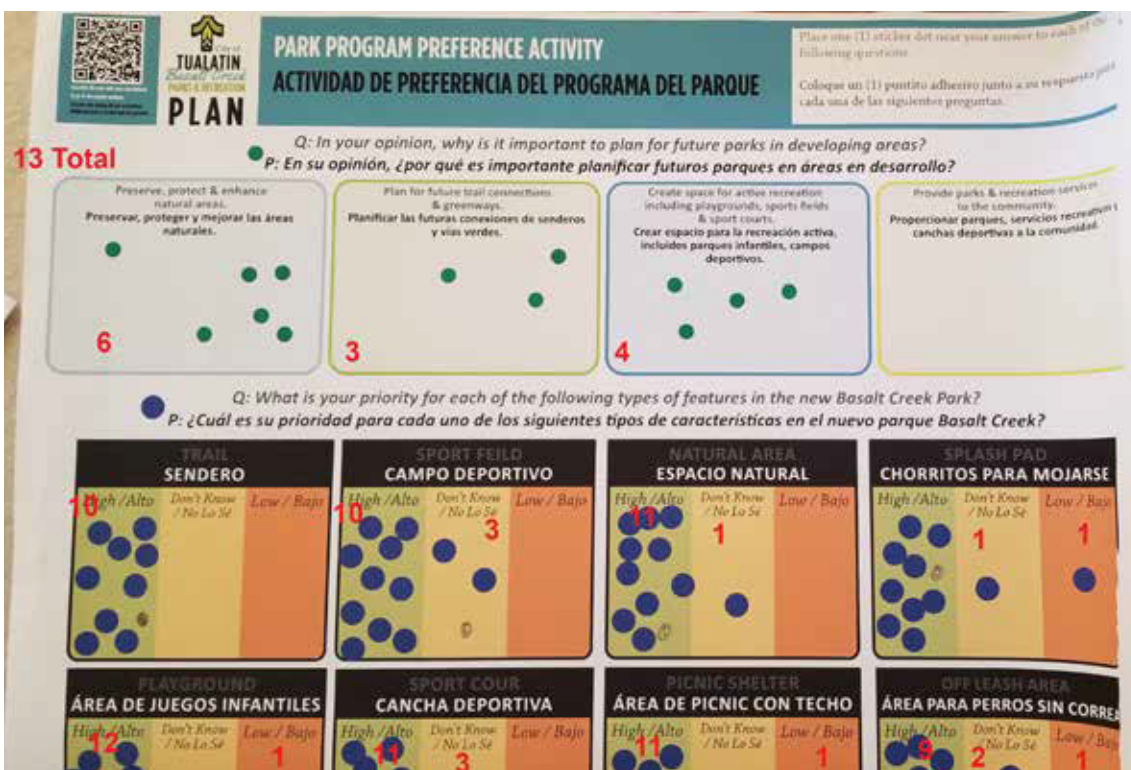 City of
TUALATIN
Basalt Creek
PARKS & RECREATION
PLAN
PARK PROGRAM PREFERENCE ACTIVITY
ACTIVIDAD DE PREFERENCIA DEL PROGRAMA DEL PARQUE
Place one (1) sticker dot near your answer to each of the
following questions.
Coloque un (1) puntito adhesivo junto a su respuesta para
cada una de las siguientes preguntas.
13 Total
Q: In your opinion, why is it important to plan for future parks in developing areas?
P: En su opinión, ¿por qué es importante planificar futuros parques en áreas en desarrollo?
Preserve, protect & enhance
natural areas.
Preservar, proteger y mejorar las áreas
naturales.
6
Plan for future trail connections
& greenways.
Planificar las futuras conexiones de senderos
y vías verdes.
3
Create space for active recreation
including playgrounds, sports fields
& sport courts.
Crear espacio para la recreación activa,
incluidos parques infantiles, campos
deportivos.
4
Provide parks & recreation services
to the community.
Proporcionar parques, servicios recreativos
canchas deportivas a la comunidad.
Q: What is your priority for each of the following types of features in the new Basalt Creek Park?
P: ¿Cuál es su prioridad para cada uno de los siguientes tipos de características en el nuevo parque Basalt Creek?
TRAIL
SENDERO
High /Alto Don't Know / No Lo Sé Low / Bajo
10
SPORT FEILD
CAMPO DEPORTIVO
High /Alto Don't Know / No Lo Sé Low / Bajo
10 3
NATURAL AREA
ESPACIO NATURAL
High /Alto Don't Know / No Lo Sé Low / Bajo
11 1
SPLASH PAD
CHORRITOS PARA MOJARSE
High /Alto Don't Know / No Lo Sé Low / Bajo
1 1
PLAYGROUND
ÁREA DE JUEGOS INFANTILES
High /Alto Don't Know / No Lo Sé Low / Bajo
12 1
SPORT COUR
CANCHA DEPORTIVA
High /Alto Don't Know / No Lo Sé Low / Bajo
11 3
PICNIC SHELTER
ÁREA DE PICNIC CON TECHO
High /Alto Don't Know / No Lo Sé Low / Bajo
11 1
OFF LEASH AREA
ÁREA PARA PERROS SIN CORREA
High /Alto Don't Know / No Lo Sé Low / Bajo
9 2 1